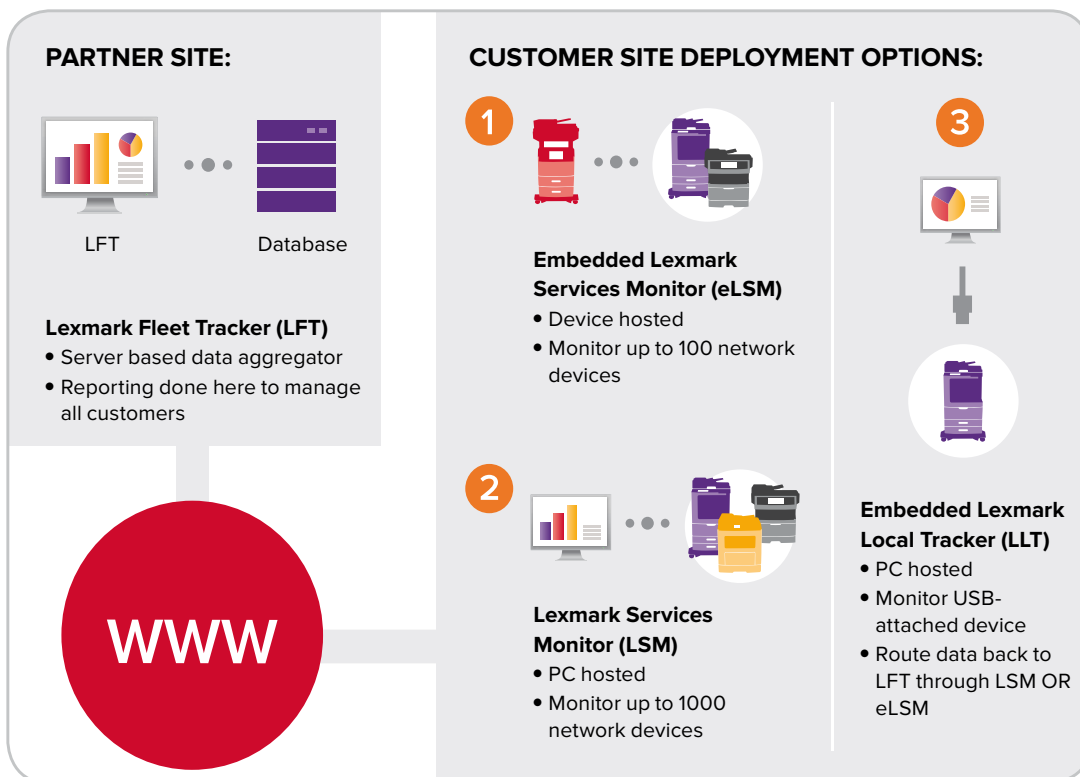 PARTNER SITE:
LFT
Database
Lexmark Fleet Tracker (LFT)
• Server based data aggregator
• Reporting done here to manage
all customers
WWW
CUSTOMER SITE DEPLOYMENT OPTIONS:
1
Embedded Lexmark
Services Monitor (eLSM)
• Device hosted
• Monitor up to 100 network
devices
2
Lexmark Services
Monitor (LSM)
• PC hosted
• Monitor up to 1000
network devices
3
Embedded Lexmark
Local Tracker (LLT)
• PC hosted
• Monitor USB-
attached device
• Route data back to
LFT through LSM OR
eLSM